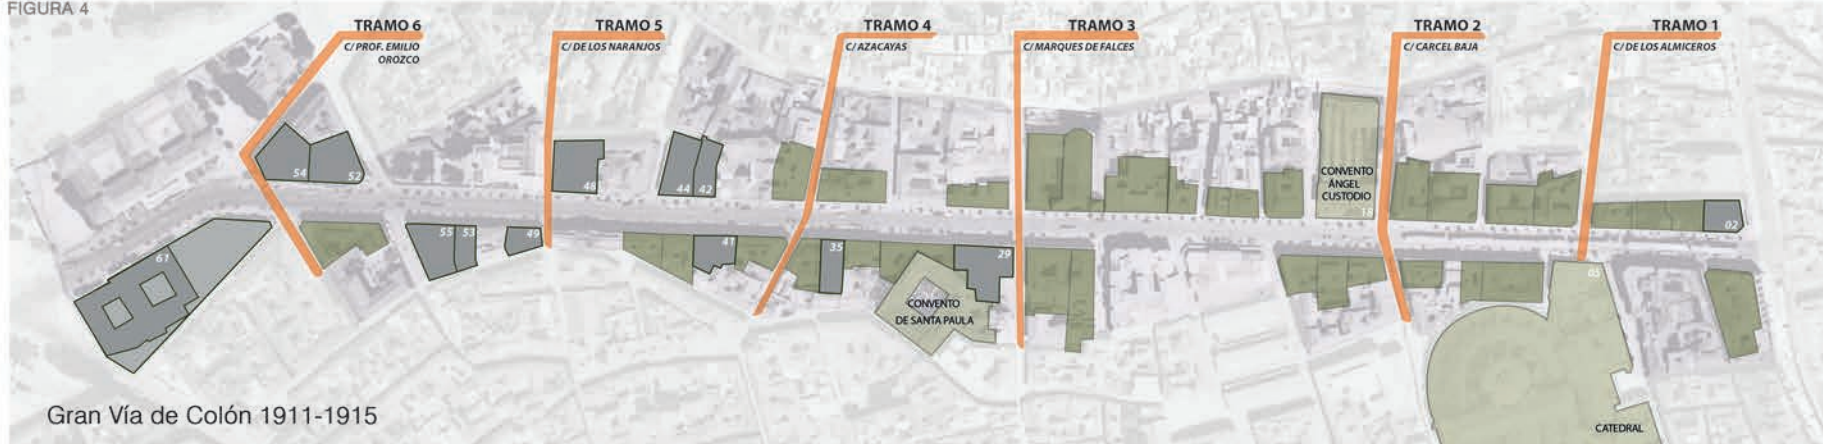 FIGURA 4
TRAMO 6
C/ PROF. EMILIO
OROZCO
TRAMO 5
C/ DE LOS NARANJOS
TRAMO 4
C/ AZACAYAS
TRAMO 3
C/ MARQUES DE FALCES
TRAMO 2
C/ CARCEL BAJA
TRAMO 1
C/ DE LOS ALMICEROS
54
52
48
44
42
CONVENTO
ÁNGEL
CUSTODIO
18
02
61
55
53
49
41
35
29
05
CONVENTO
DE SANTA PAULA
CATEDRAL
Gran Vía de Colón 1911-1915